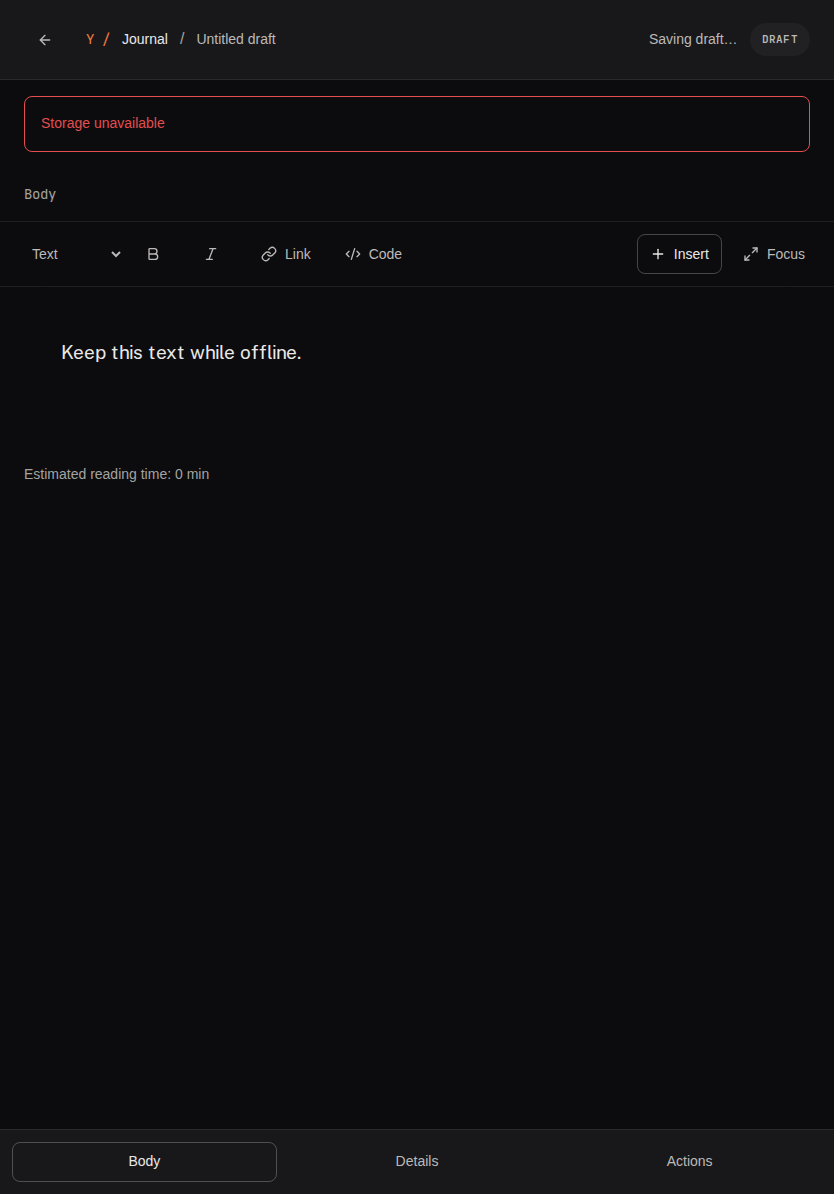 Y / Journal / Untitled draft Saving draft… DRAFT
Storage unavailable
Body
Text B I Link Code Insert Focus
Keep this text while offline.
Estimated reading time: 0 min
Body Details Actions